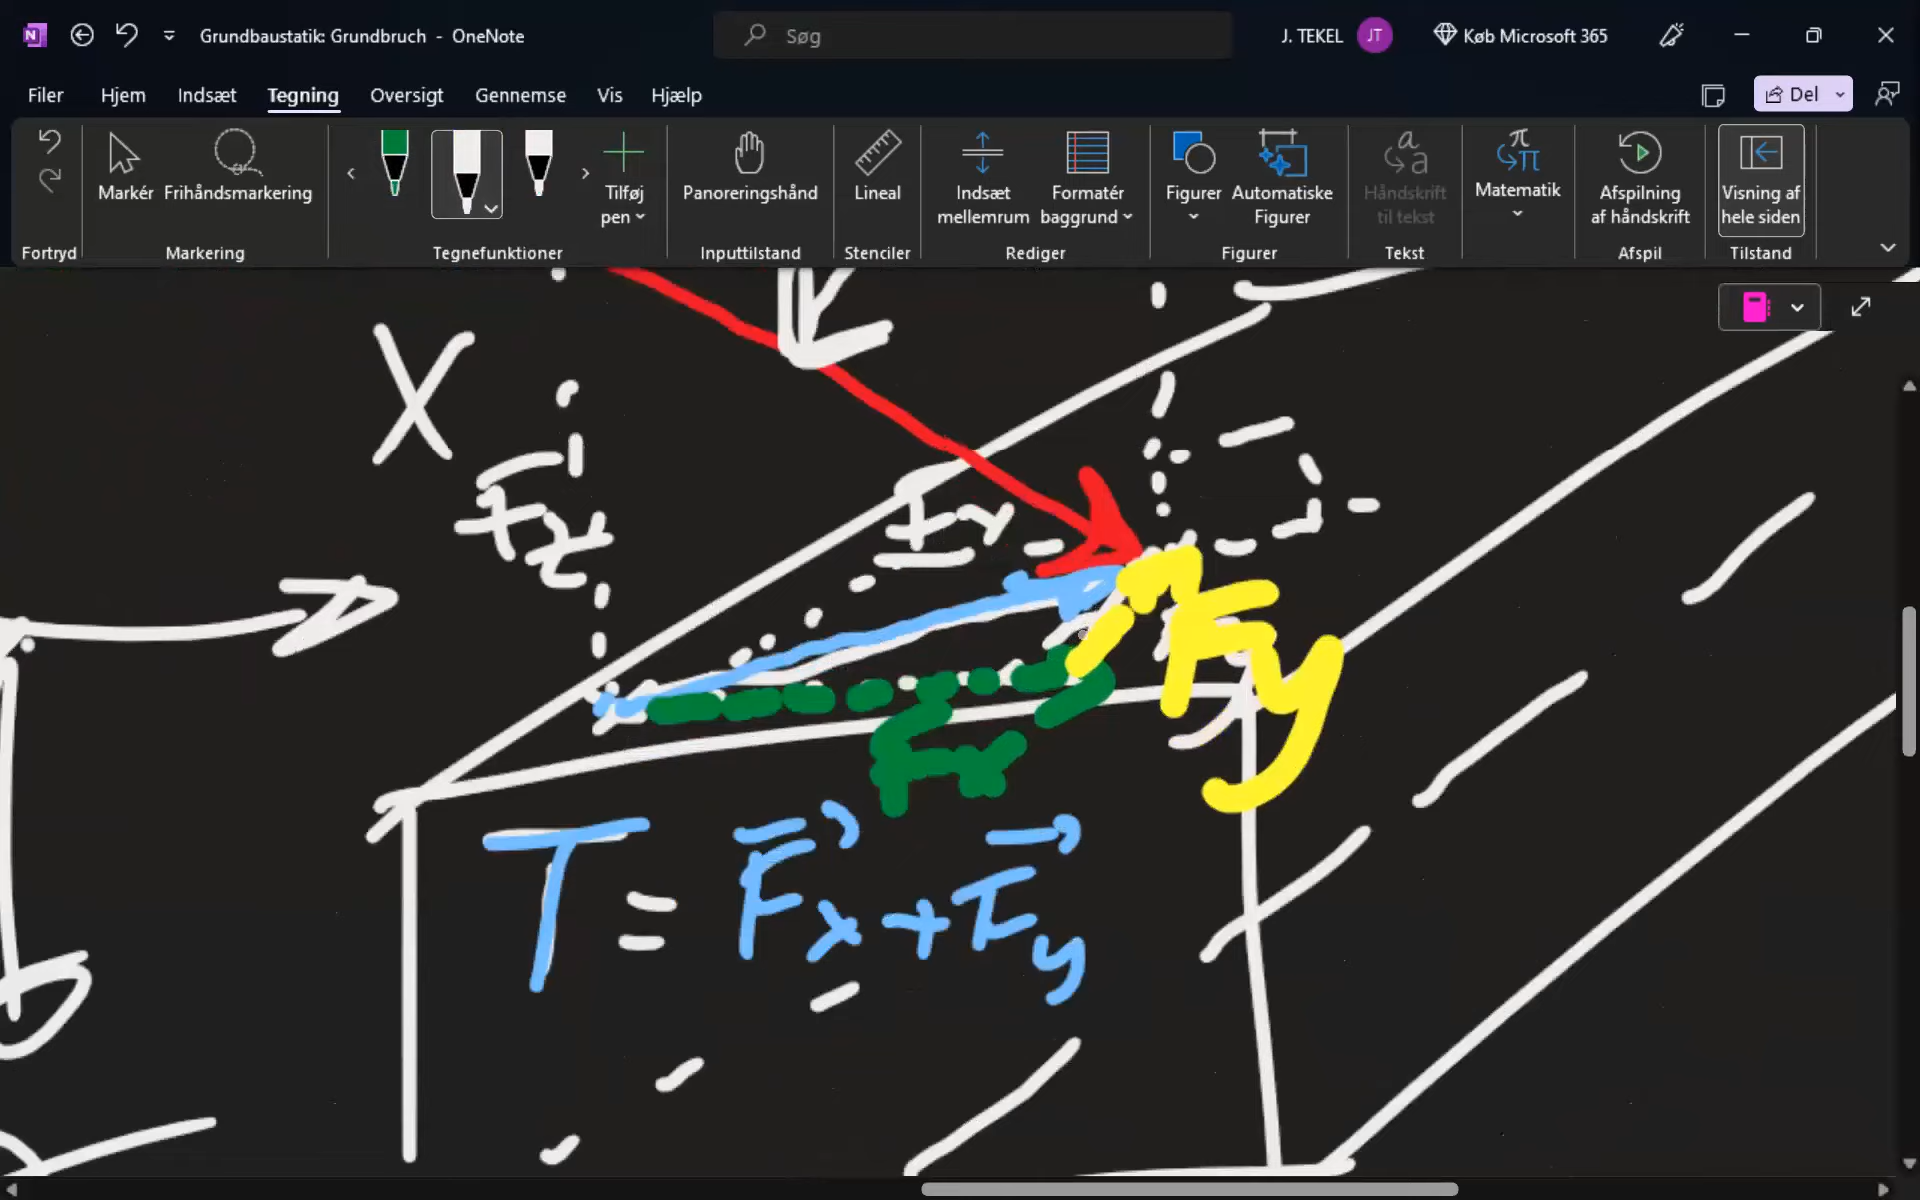 Grundbaustatik: Grundbruch - OneNote
Søg
J. TEKEL
JT
Køb Microsoft 365
Filer
Hjem
Indsæt
Tegning
Oversigt
Gennemse
Vis
Hjælp
Del
Markér
Frihåndsmarkering
Tilføj
pen
Panoreringshånd
Lineal
Indsæt
mellemrum
Formatér
baggrund
Figurer
Automatiske
Figurer
Håndskrift
til tekst
Matematik
Afspilning
af håndskrift
Visning af
hele siden
Fortryd
Markering
Tegnefunktioner
Inputtilstand
Stenciler
Rediger
Figurer
Tekst
Afspil
Tilstand
X
Fz
Fy
Fx
T = Fx + Fy